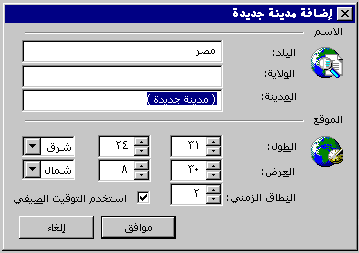 إضافة مدينة جديدة
الاسم
البلد: مصر
الولاية:
المدينة: ( مدينة جديدة )
الموقع
الطول: ٣١ ٢٤ شرق
العرض: ٣٠ ٨ شمال
النطاق الزمني: ٢ استخدم التوقيت الصيفي
موافق إلغاء